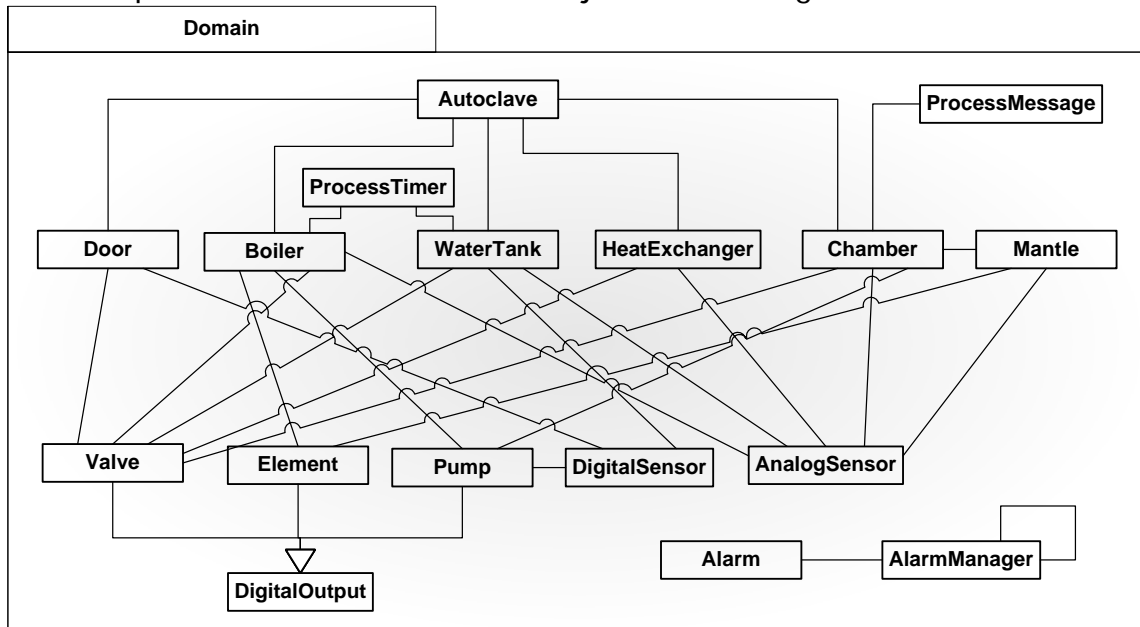 Domain
Autoclave
ProcessMessage
ProcessTimer
Door
Boiler
WaterTank
HeatExchanger
Chamber
Mantle
Valve
Element
Pump
DigitalSensor
AnalogSensor
Alarm
AlarmManager
DigitalOutput